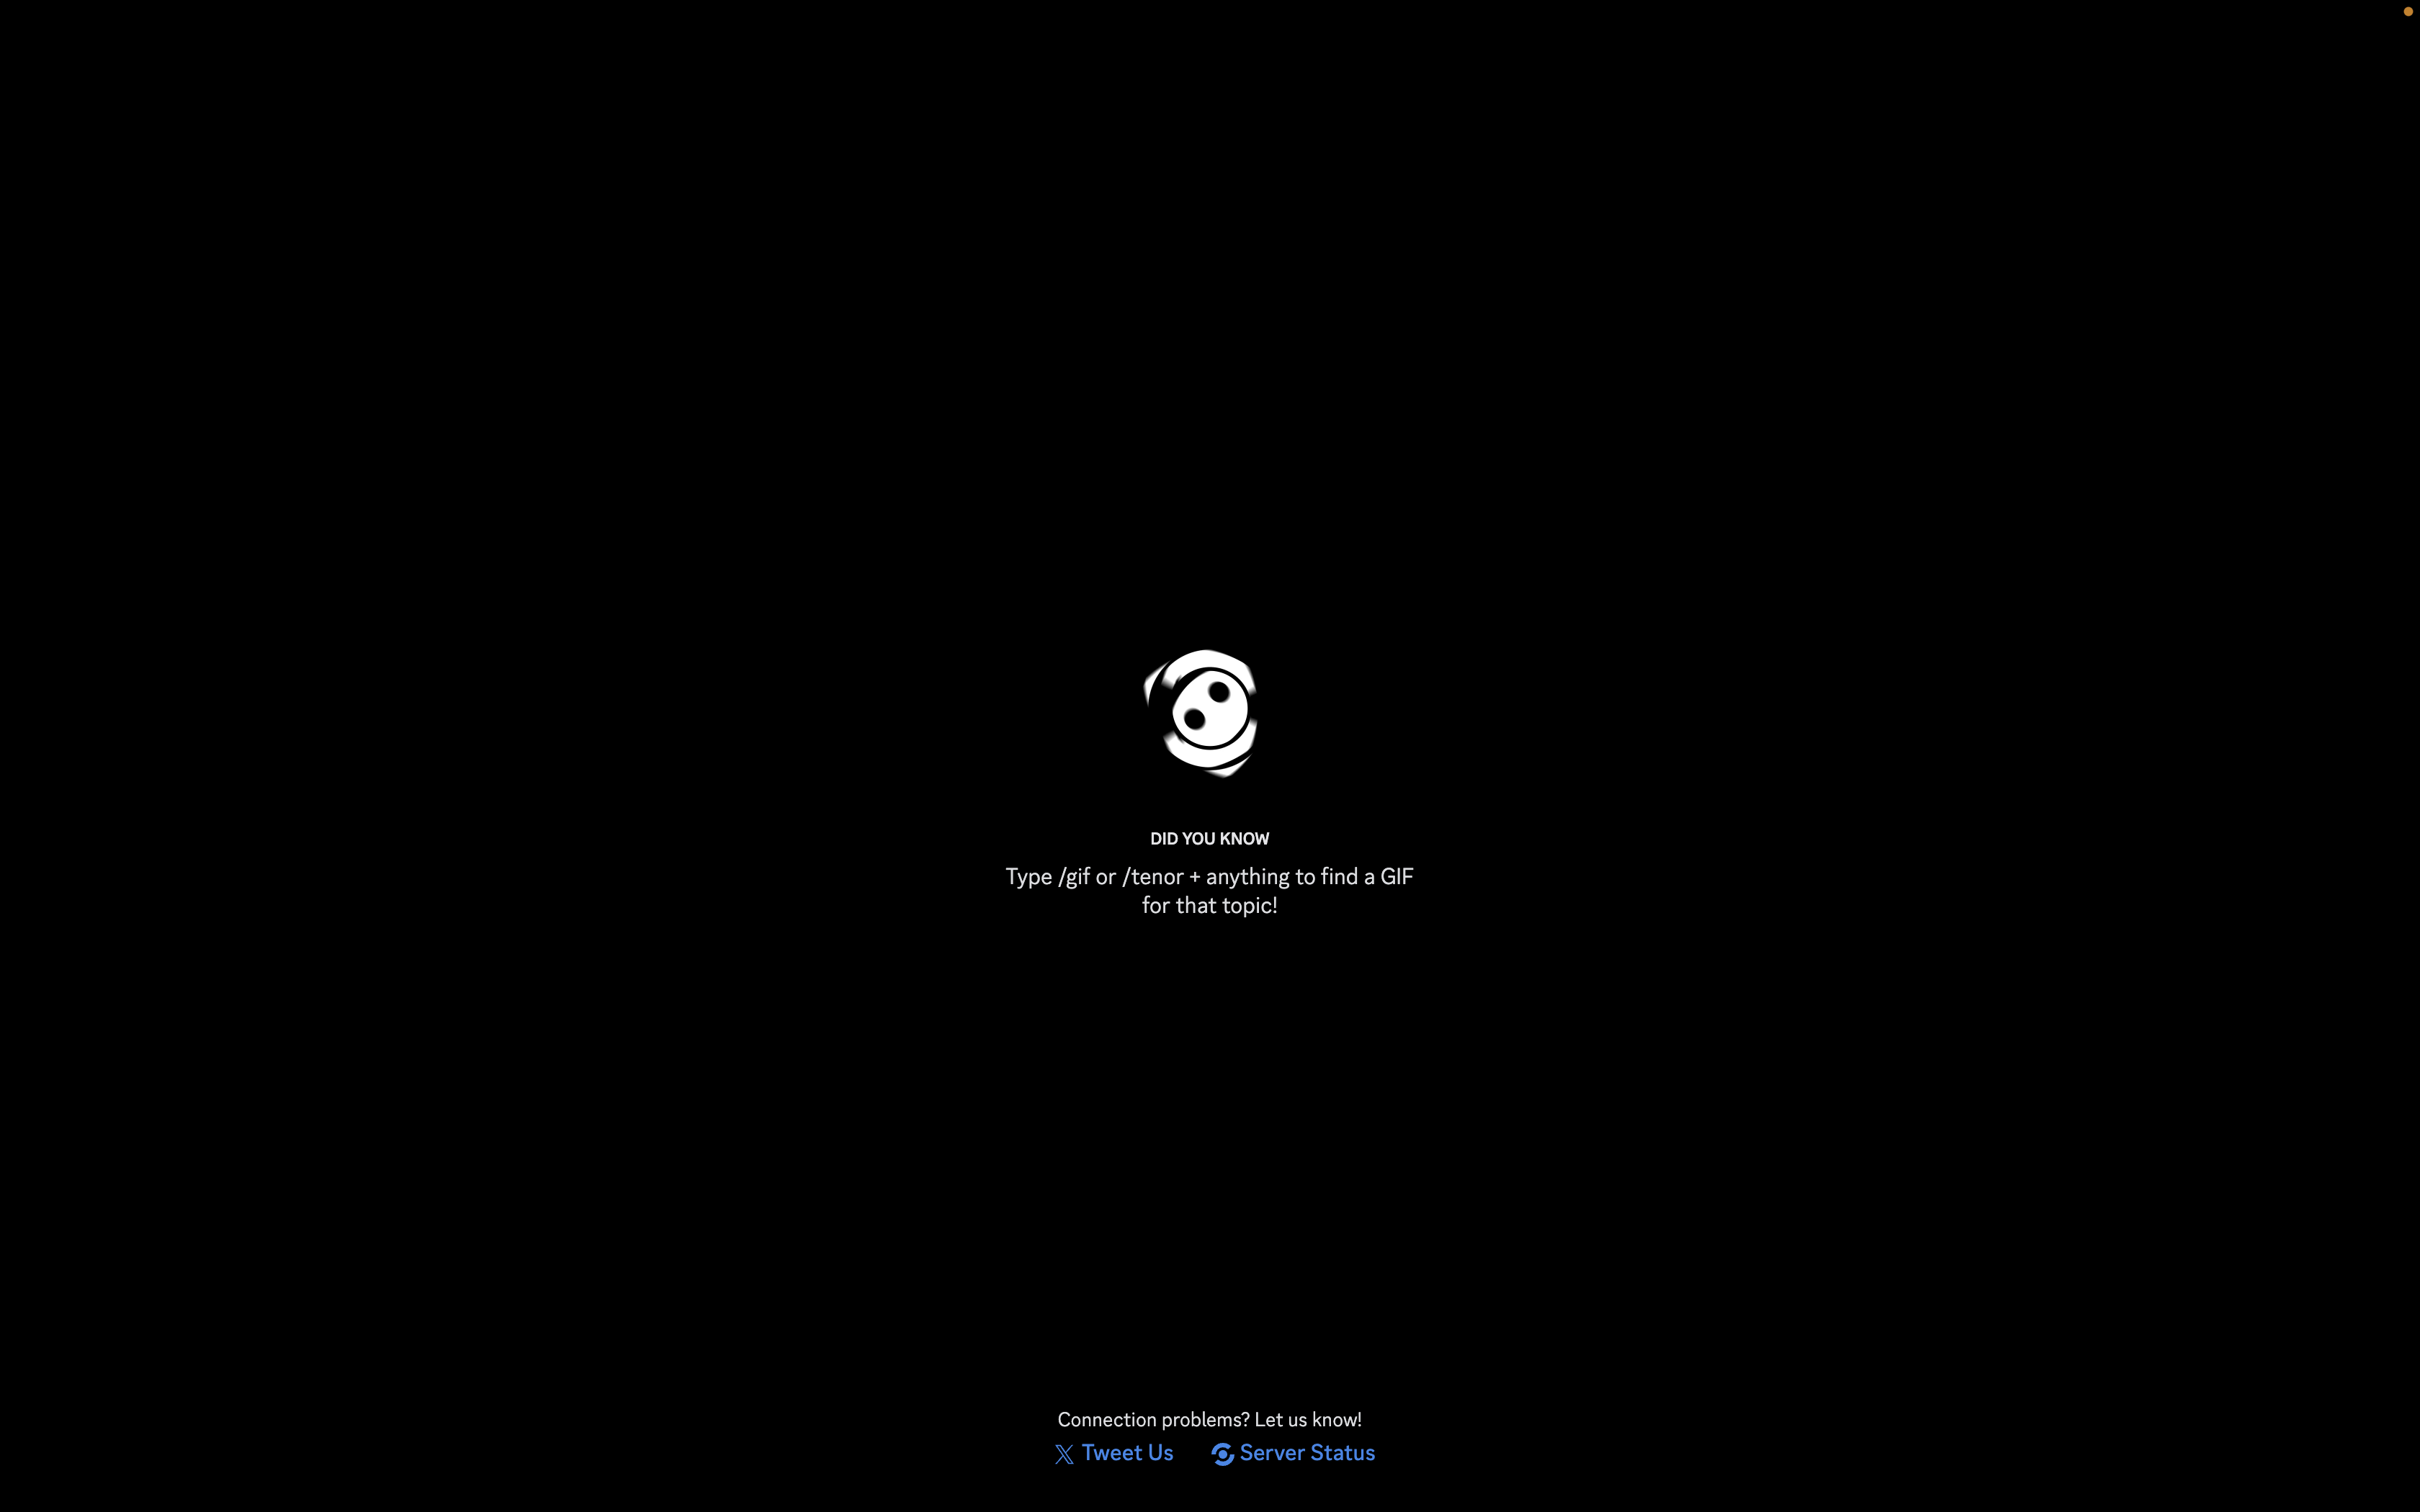 DID YOU KNOW
Type /gif or /tenor + anything to find a GIF
for that topic!
Connection problems? Let us know!
Tweet Us
Server Status